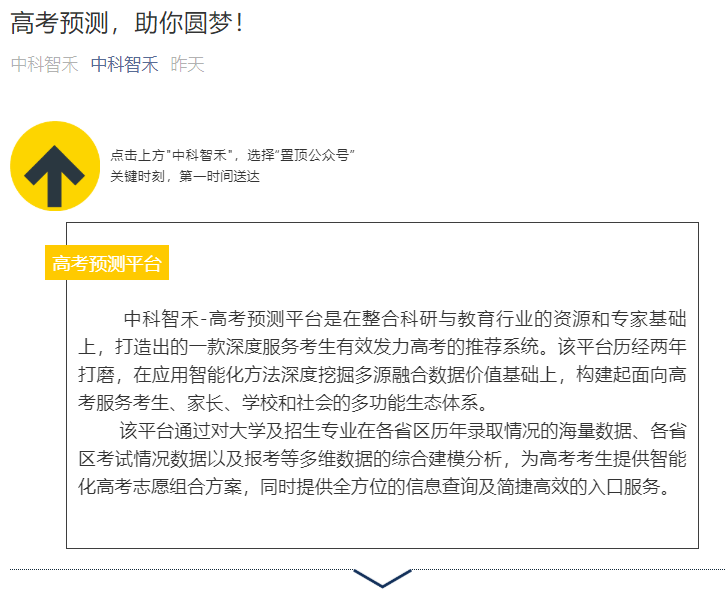 高考预测，助你圆梦！
中科智禾 中科智禾 昨天
点击上方"中科智禾"，选择“置顶公众号”
关键时刻，第一时间送达
高考预测平台
中科智禾-高考预测平台是在整合科研与教育行业的资源和专家基础
上，打造出的一款深度服务考生有效发力高考的推荐系统。该平台历经两年
打磨，在应用智能化方法深度挖掘多源融合数据价值基础上，构建起面向高
考服务考生、家长、学校和社会的多功能生态体系。
该平台通过对大学及招生专业在各省区历年录取情况的海量数据、各省
区考试情况数据以及报考等多维数据的综合建模分析，为高考考生提供智能
化高考志愿组合方案，同时提供全方位的信息查询及简捷高效的入口服务。